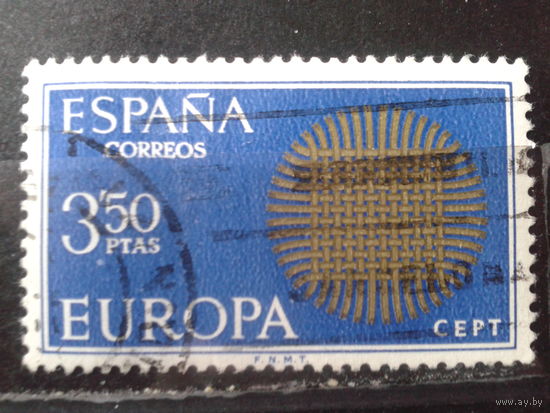 ESPAÑA
CORREOS
3'50
PTAS
EUROPA
CEPT
F.N.M.T.
www.ay.by